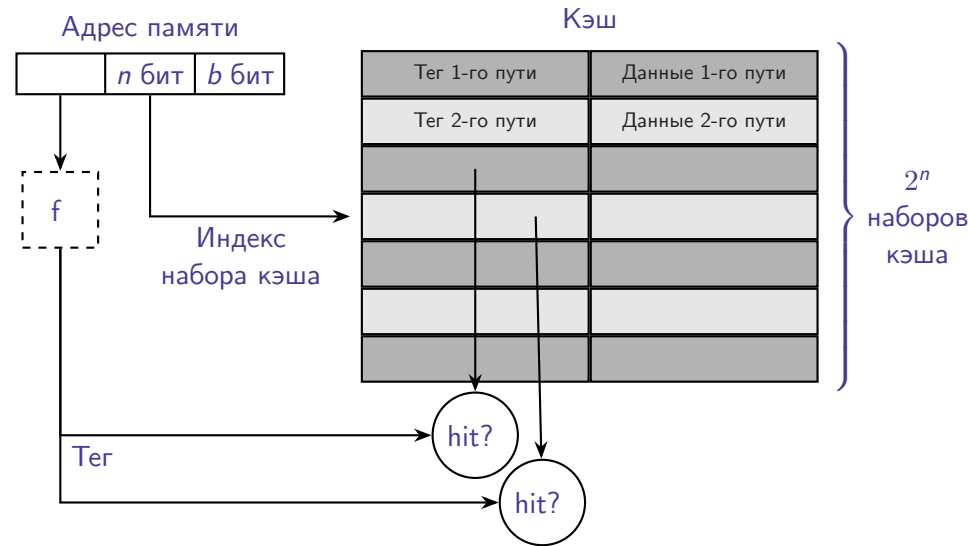 Кэш
Адрес памяти
n бит b бит
Тег 1-го пути Данные 1-го пути
Тег 2-го пути Данные 2-го пути
f
2ⁿ
наборов
кэша
Индекс
набора кэша
hit?
Тег
hit?